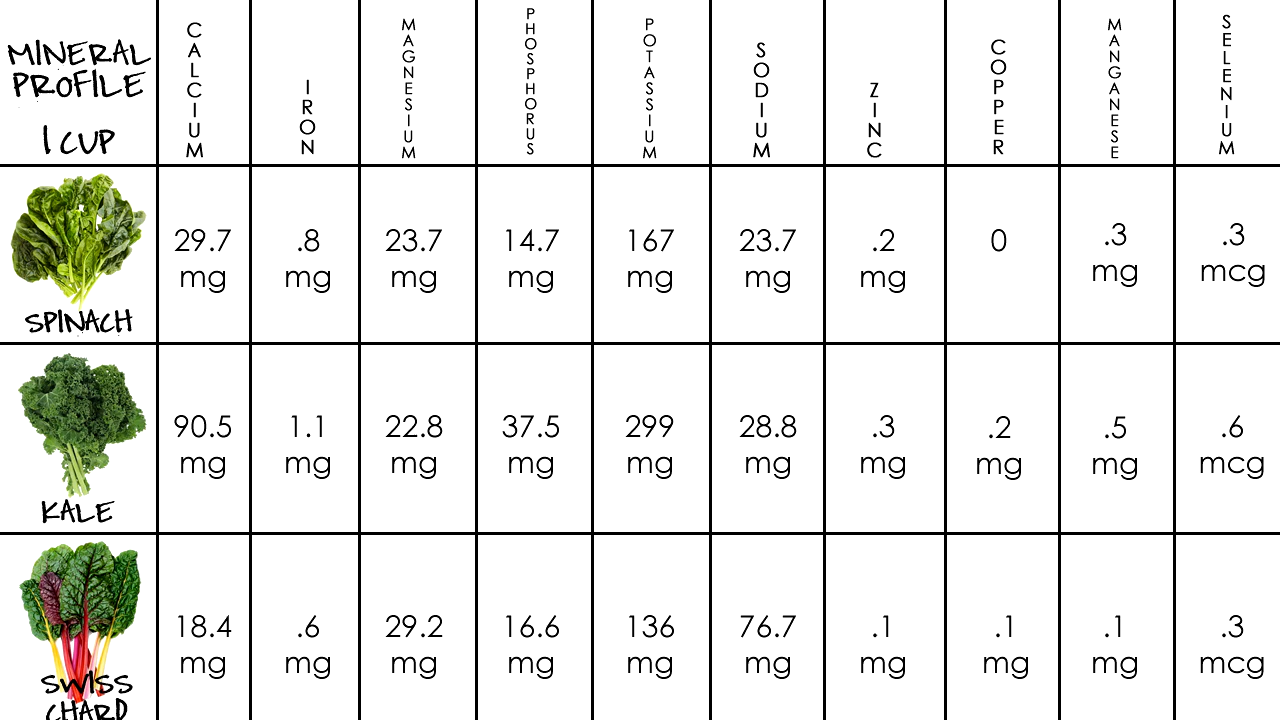 MINERAL
PROFILE
1 CUP
CALCIUM
IRON
MAGNESIUM
PHOSPHORUS
POTASSIUM
SODIUM
ZINC
COPPER
MANGANESE
SELENIUM
29.7 mg
.8 mg
23.7 mg
14.7 mg
167 mg
23.7 mg
.2 mg
0
.3 mg
.3 mcg
SPINACH
90.5 mg
1.1 mg
22.8 mg
37.5 mg
299 mg
28.8 mg
.3 mg
.2 mg
.5 mg
.6 mcg
KALE
18.4 mg
.6 mg
29.2 mg
16.6 mg
136 mg
76.7 mg
.1 mg
.1 mg
.1 mg
.3 mcg
SWISS
CHARD